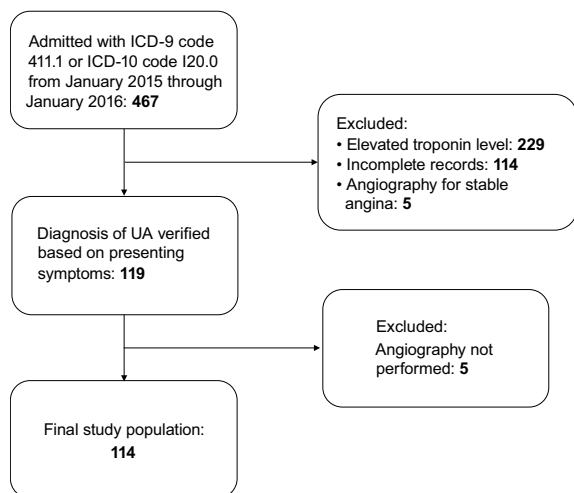 Admitted with ICD-9 code
411.1 or ICD-10 code I20.0
from January 2015 through
January 2016: 467
Excluded:
• Elevated troponin level: 229
• Incomplete records: 114
• Angiography for stable
angina: 5
Diagnosis of UA verified
based on presenting
symptoms: 119
Excluded:
Angiography not
performed: 5
Final study population:
114